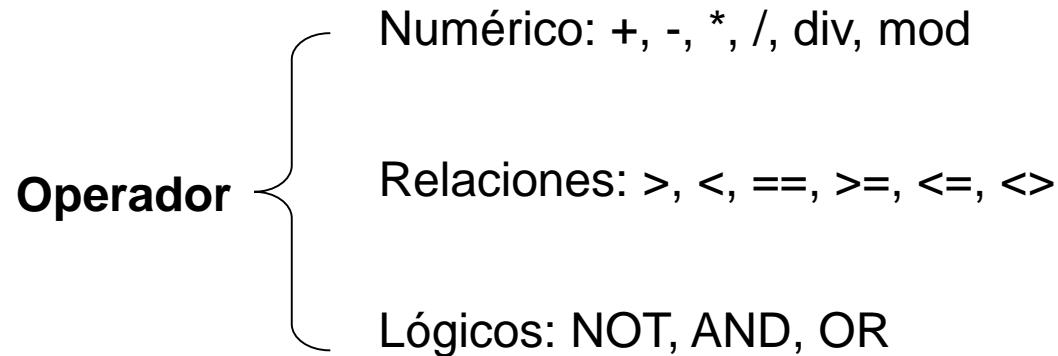 Numérico: +, -, *, /, div, mod
Operador
Relaciones: >, <, ==, >=, <=, <>
Lógicos: NOT, AND, OR